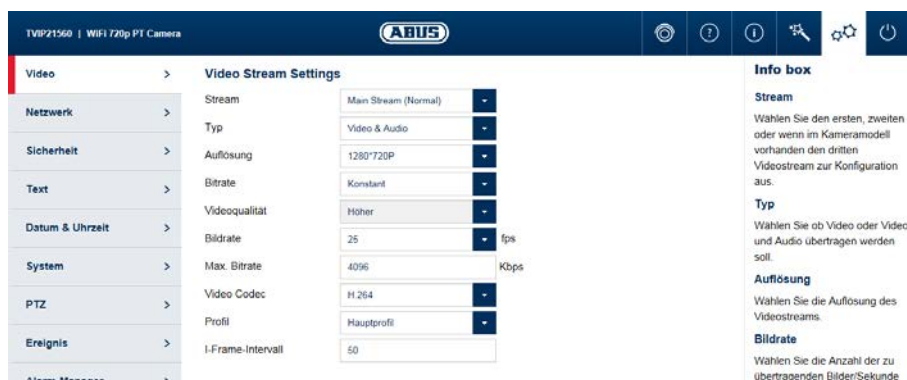 TVIP21560 | WiFi 720p PT Camera
ABUS
Video >
Netzwerk >
Sicherheit >
Text >
Datum & Uhrzeit >
System >
PTZ >
Ereignis >
Alarm Manager >
Video Stream Settings
Stream Main Stream (Normal)
Typ Video & Audio
Auflösung 1280*720P
Bitrate Konstant
Videoqualität Höher
Bildrate 25 fps
Max. Bitrate 4096 Kbps
Video Codec H.264
Profil Hauptprofil
I-Frame-Intervall 50
Info box
Stream
Wählen Sie den ersten, zweiten
oder wenn im Kameramodell
vorhanden den dritten
Videostream zur Konfiguration
aus.
Typ
Wählen Sie ob Video oder Video
und Audio übertragen werden
soll.
Auflösung
Wählen Sie die Auflösung des
Videostreams.
Bildrate
Wählen Sie die Anzahl der zu
übertragenden Bilder/Sekunde